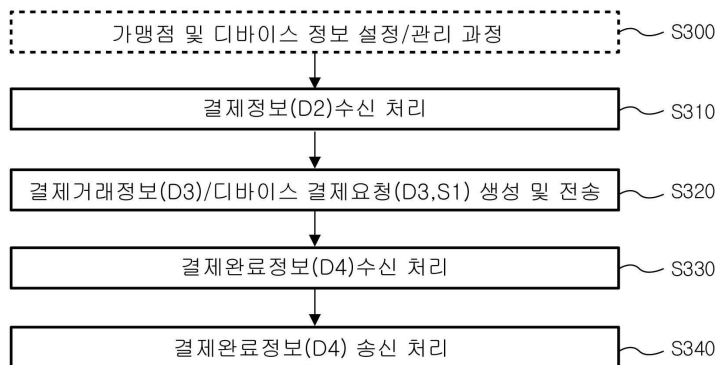 가맹점 및 디바이스 정보 설정/관리 과정 S300
결제정보(D2)수신 처리 S310
결제거래정보(D3)/디바이스 결제요청(D3,S1) 생성 및 전송 S320
결제완료정보(D4)수신 처리 S330
결제완료정보(D4) 송신 처리 S340